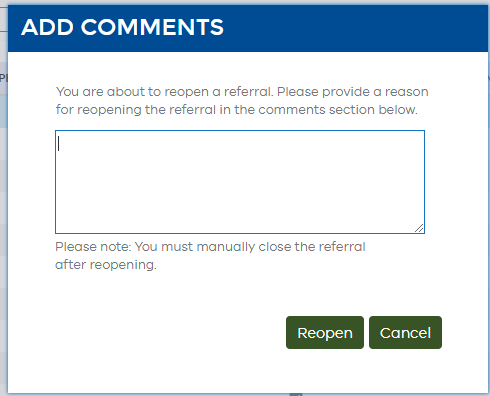 ADD COMMENTS
You are about to reopen a referral. Please provide a reason
for reopening the referral in the comments section below.
Please note: You must manually close the referral
after reopening.
Reopen Cancel